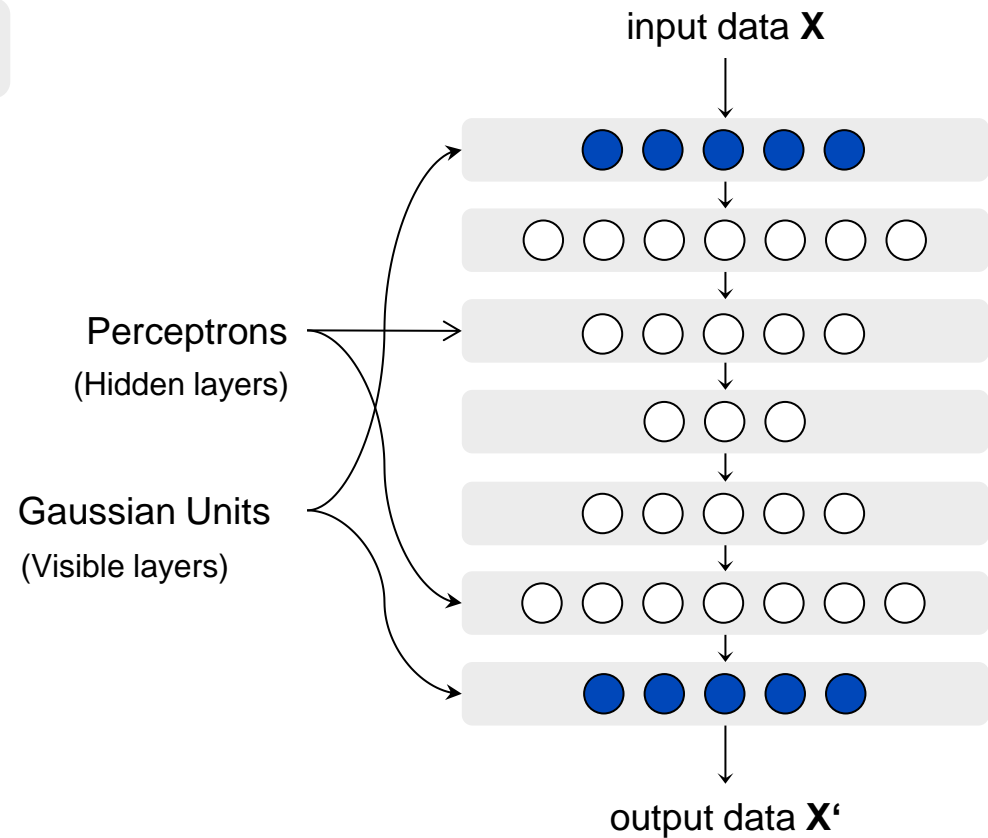 input data X
Perceptrons
(Hidden layers)
Gaussian Units
(Visible layers)
output data X‘